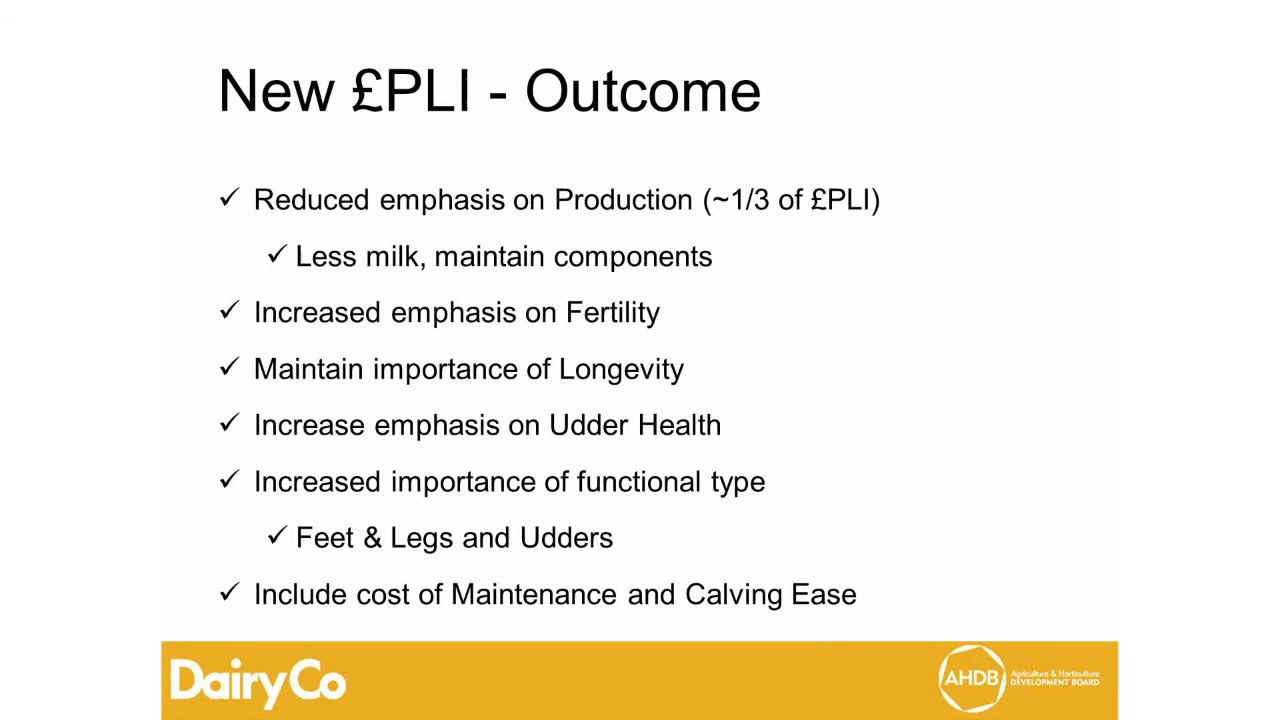 New £PLI - Outcome
✓ Reduced emphasis on Production (~1/3 of £PLI)
✓ Less milk, maintain components
✓ Increased emphasis on Fertility
✓ Maintain importance of Longevity
✓ Increase emphasis on Udder Health
✓ Increased importance of functional type
✓ Feet & Legs and Udders
✓ Include cost of Maintenance and Calving Ease
DairyCo
AHDB
Agriculture & Horticulture
DEVELOPMENT BOARD